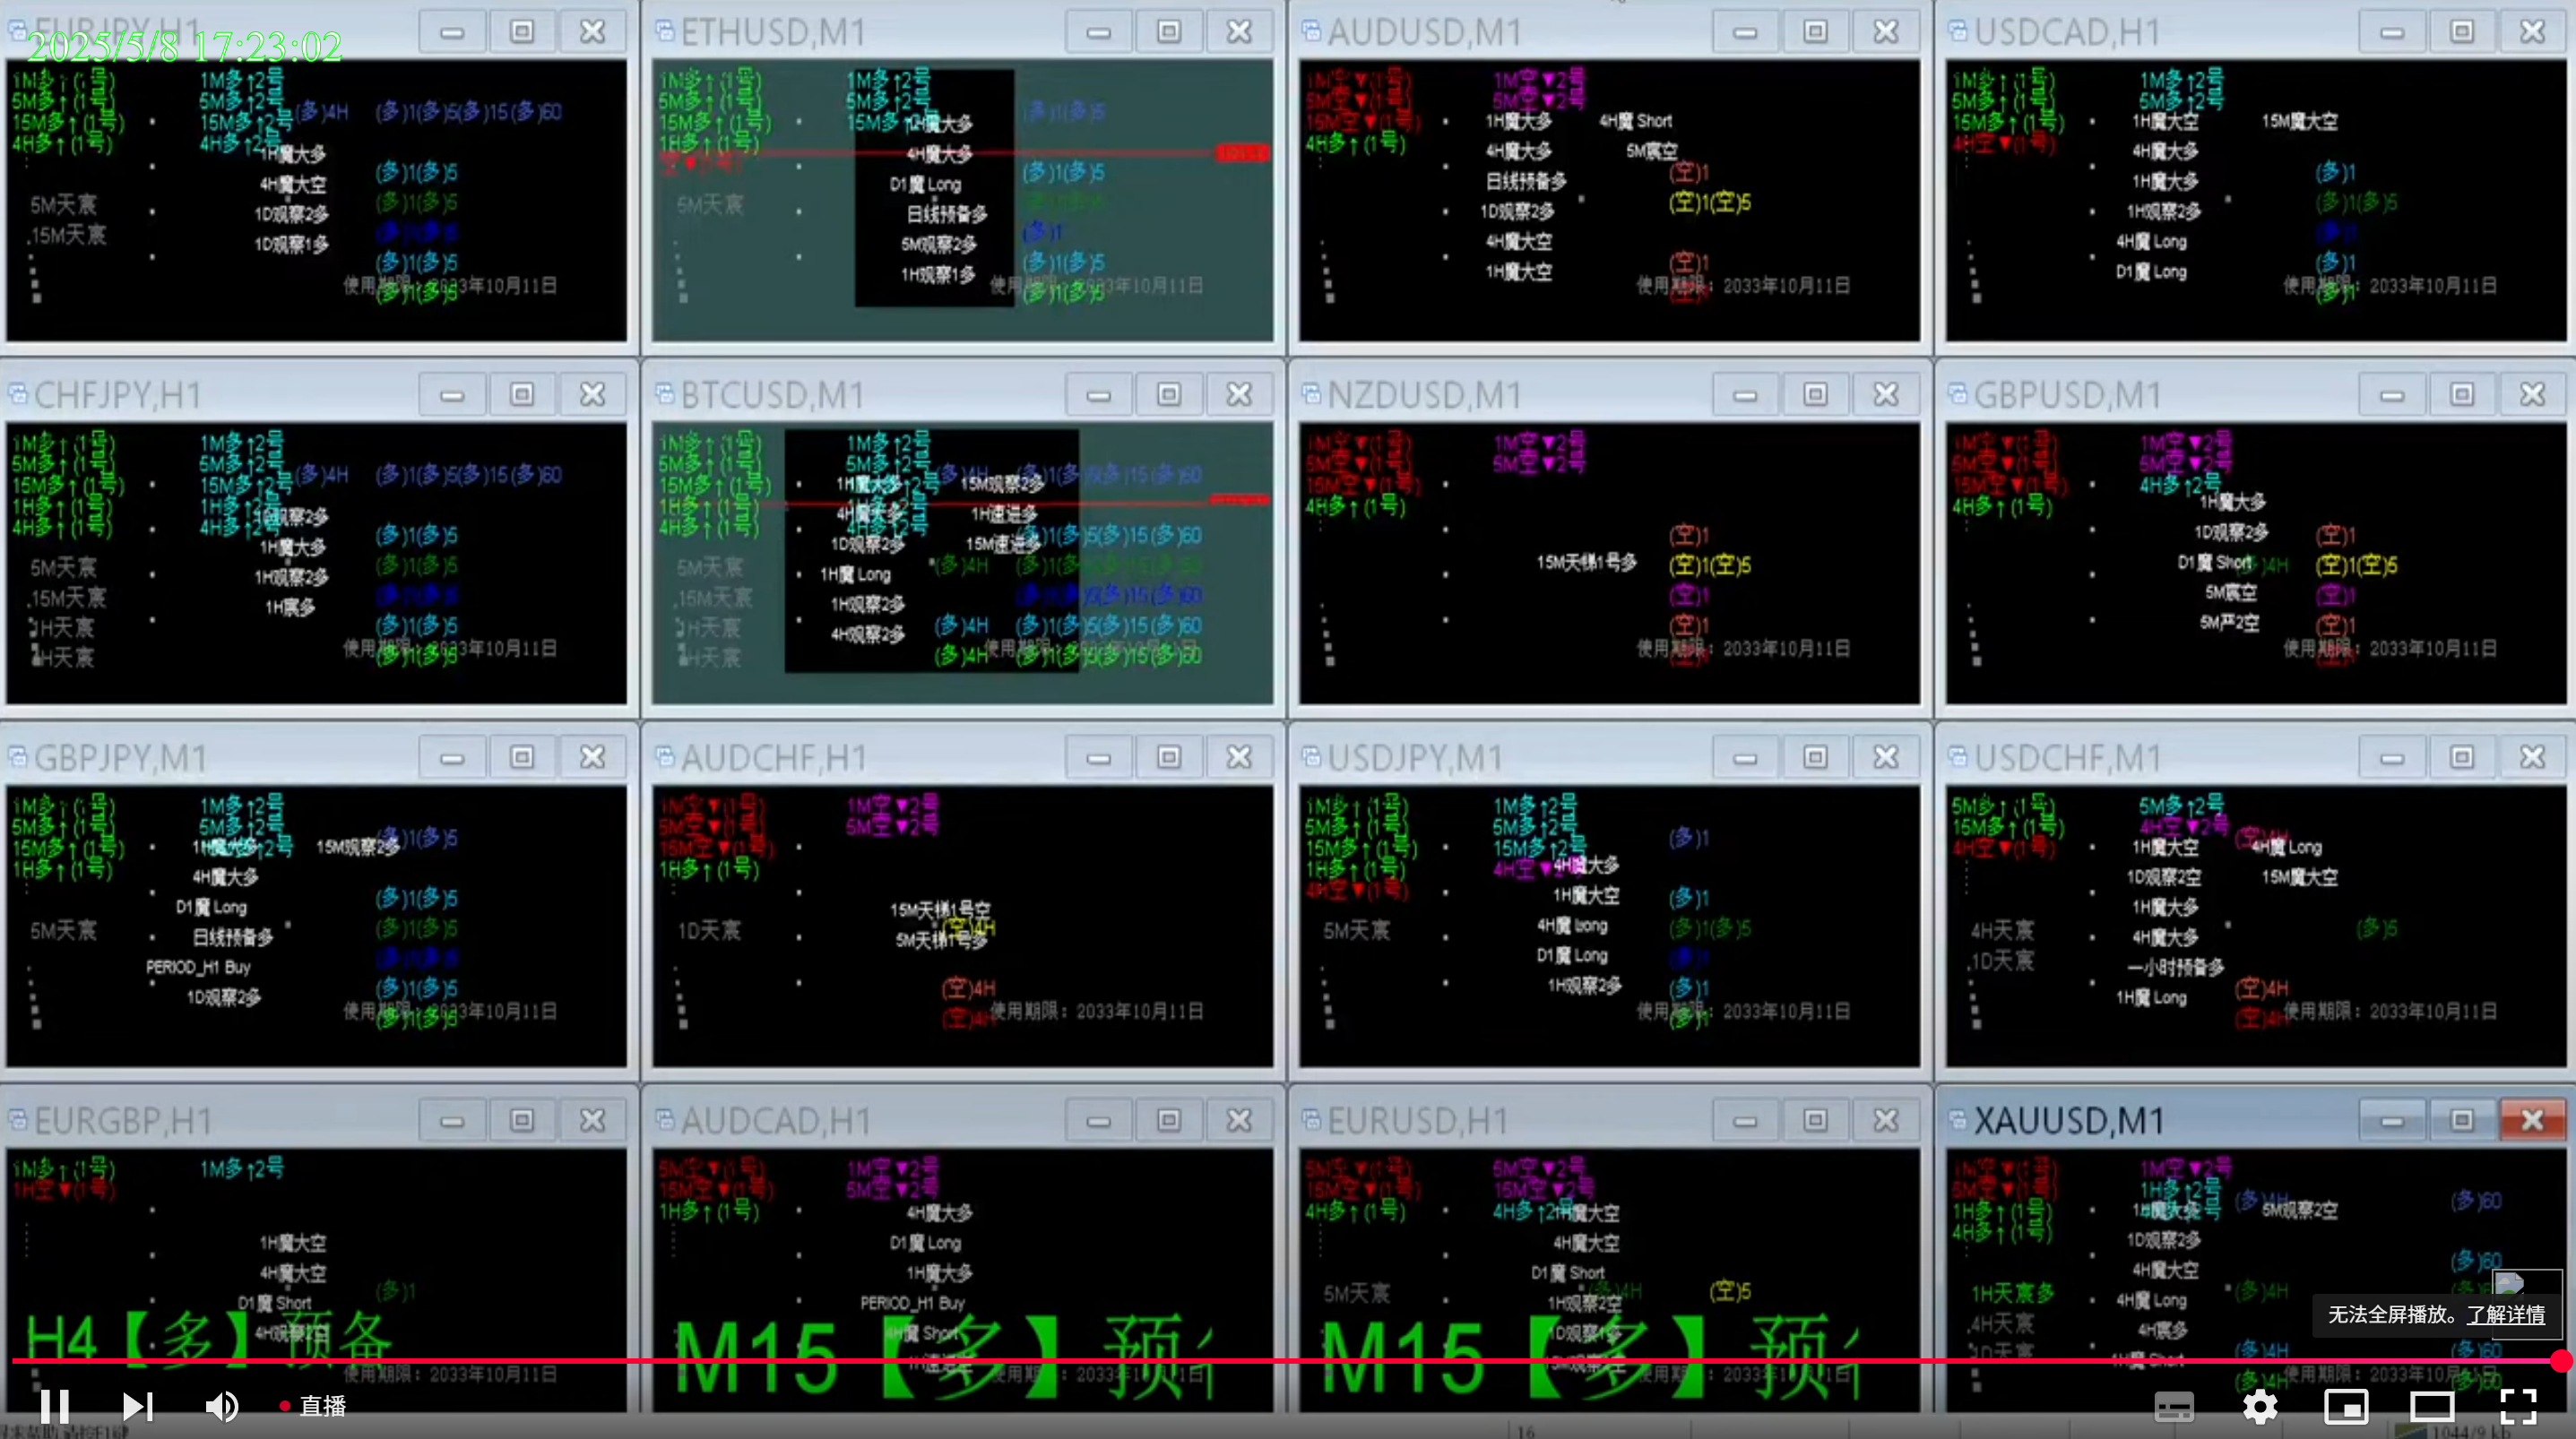 EURJPY,H1
2025/5/8 17:23:02
1M多↑(1号) 1M多↑2号
5M多↑(1号) 5M多↑2号 (多)4H (多)1(多)5(多)15(多)60
15M多↑(1号) 15M多↑2号
4H多↑(1号) 4H多↑2号
1H魔大多
(多)1(多)5
4H魔大空
5M天宸 (多)1(多)5
1D观察2多
15M天宸
1D观察1多
(多)1(多)5
使用期限：2033年10月11日
(多)1(多)5
ETHUSD,M1
1M多↑(1号) 1M多↑2号
5M多↑(1号) 5M多↑2号 (多)1(多)5
15M多↑(1号) 15M多↑2号
1H多↑(1号)
4H魔大多
D1魔 Long (多)1(多)5
5M天宸
日线预备多
5M观察2多 (多)1
1H观察1多 (多)1(多)5
使用期限：2033年10月11日
(多)1(多)5
AUDUSD,M1
1M空▼(1号) 1M空▼2号
5M空▼(1号) 5M空▼2号
15M空▼(1号) 1H魔大多 4H魔 Short
4H多↑(1号) 4H魔大多 5M宸空
日线预备多 (空)1
1D观察2多 (空)1(空)5
4H魔大空
1H魔大空 (空)1
使用期限：2033年10月11日
USDCAD,H1
1M多↑(1号) 1M多↑2号
5M多↑(1号) 5M多↑2号
15M多↑(1号) 1H魔大空 15M魔大空
4H空▼(1号) 4H魔大多
1H魔大多 (多)1
1H观察2多 (多)1(多)5
4H魔 Long
D1魔 Long (多)1
使用期限：2033年10月11日
(多)1
CHFJPY,H1
1M多↑(1号) 1M多↑2号
5M多↑(1号) 5M多↑2号 (多)4H (多)1(多)5(多)15(多)60
15M多↑(1号) 15M多↑2号
1H多↑(1号) 1H多↑2号
4H多↑(1号) 4H多↑2号
1H魔大多 (多)1(多)5
5M天宸 1H观察2多 (多)1(多)5
15M天宸 1H宸多
H天宸 (多)1(多)5
H天宸 使用期限：2033年10月11日
(多)1(多)5
BTCUSD,M1
1M多↑(1号) 1M多↑2号
5M多↑(1号) 5M多↑2号 (多)4H
15M多↑(1号) 1H魔大多 15M观察2多
1H多↑(1号) 4H魔大多 1H速进多
4H多↑(1号) 1D观察2多 15M速进多 (多)1(多)5(多)15(多)60
5M天宸 1H魔 Long (多)4H
15M天宸 1H观察2多
H天宸 4H观察2多 (多)4H (多)1(多)5(多)15(多)60
H天宸 (多)4H (多)1(多)5(多)15(多)60
NZDUSD,M1
1M空▼(1号) 1M空▼2号
5M空▼(1号) 5M空▼2号
15M空▼(1号)
4H多↑(1号)
(空)1
15M天梯1号多 (空)1(空)5
(空)1
(空)1
使用期限：2033年10月11日
GBPUSD,M1
1M空▼(1号) 1M空▼2号
5M空▼(1号) 5M空▼2号
15M空▼(1号) 4H多↑2号
4H多↑(1号) 1H魔大多
1D观察2多 (空)1
D1魔 Short (空)1(空)5
5M宸空 (空)1
5M严2空 (空)1
使用期限：2033年10月11日
GBPJPY,M1
1M多↑(1号) 1M多↑2号
5M多↑(1号) 5M多↑2号 (多)1(多)5
15M多↑(1号) 15M观察2多
1H多↑(1号) 4H魔大多
D1魔 Long (多)1(多)5
5M天宸 日线预备多 (多)1(多)5
PERIOD_H1 Buy
1D观察2多 (多)1(多)5
使用期限：2033年10月11日
(多)1(多)5
AUDCHF,H1
1M空▼(1号) 1M空▼2号
5M空▼(1号) 5M空▼2号
15M空▼(1号)
1H多↑(1号)
15M天梯1号空
1D天宸 (空)4H
5M天梯1号多
(空)4H
使用期限：2033年10月11日
(空)4H
USDJPY,M1
1M多↑(1号) 1M多↑2号
5M多↑(1号) 5M多↑2号 (多)1
15M多↑(1号) 15M多↑2号
1H多↑(1号) 4H魔大多
4H空▼(1号) 1H魔大空 (多)1
5M天宸 (多)1(多)5
D1魔 Long
1H观察2多 (多)1
使用期限：2033年10月11日
(多)1
USDCHF,M1
5M多↑(1号) 5M多↑2号
15M多↑(1号) 4H空▼2号
4H空▼(1号) 1H魔大空 4H魔 Long
1D观察2空 15M魔大空
1H魔大多
4H天宸 4H魔大多 (多)5
1D天宸 一小时预备多
1H魔 Long (空)4H
使用期限：2033年10月11日
(空)4H
EURGBP,H1
1M多↑(1号) 1M多↑2号
1H空▼(1号)
1H魔大空
4H魔大空
(多)1
D1魔 Short
H4【多】预备
使用期限：2033年10月11日
AUDCAD,H1
5M空▼(1号) 1M空▼2号
15M空▼(1号) 5M空▼2号
1H多↑(1号) 4H魔大多
D1魔 Long
1H魔大多
PERIOD_H1 Buy
4H魔 Short
M15【多】预
使用期限：2033年10月11日
EURUSD,H1
5M空▼(1号) 5M空▼2号
15M空▼(1号) 15M空▼2号
4H多↑(1号) 4H多↑2号
4H魔大空
D1魔 Short
5M天宸 (空)5
1H观察2空
M15【多】预
使用期限：2033年10月11日
XAUUSD,M1
1M空▼(1号) 1M空▼2号
5M空▼(1号) 1H多↑2号 (多)4H (多)60
1H多↑(1号) 5M观察2空
4H多↑(1号) 1D观察2多
4H魔大空 (多)60
1H天宸多 4H魔 Long (多)4H
4H天宸 4H宸多
无法全屏播放。了解详情
1D天宸 (多)4H (多)60
直播
16